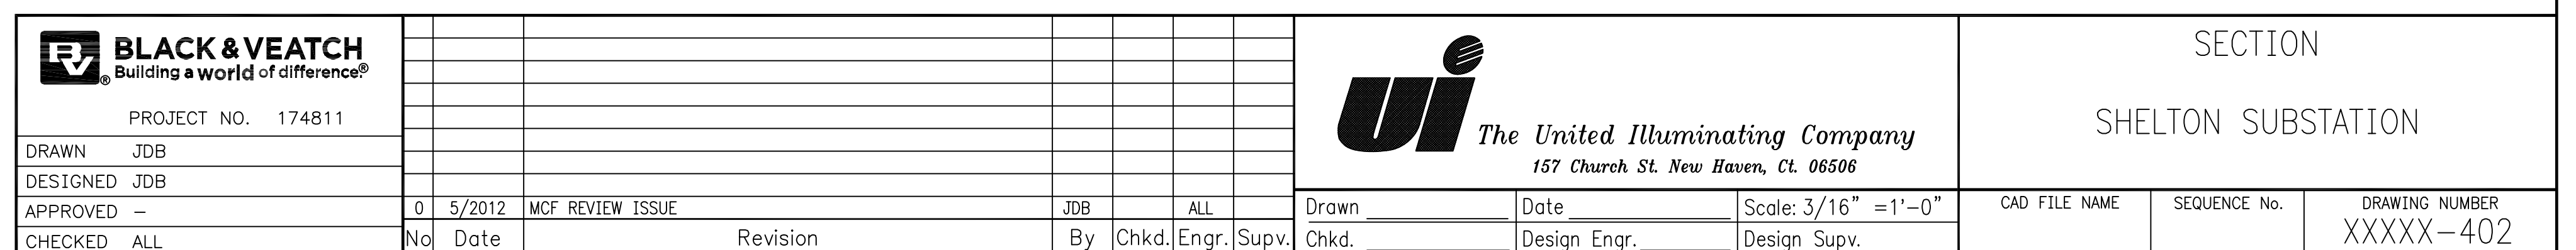 BLACK & VEATCH
Building a world of difference.®
PROJECT NO. 174811
DRAWN JDB
DESIGNED JDB
APPROVED –
CHECKED ALL
0 5/2012 MCF REVIEW ISSUE JDB ALL
No Date Revision By Chkd. Engr. Supv.
ui
The United Illuminating Company
157 Church St. New Haven, Ct. 06506
Drawn Date Scale: 3/16” =1’–0”
Chkd. Design Engr. Design Supv.
SECTION
SHELTON SUBSTATION
CAD FILE NAME SEQUENCE No. DRAWING NUMBER
XXXXX–402